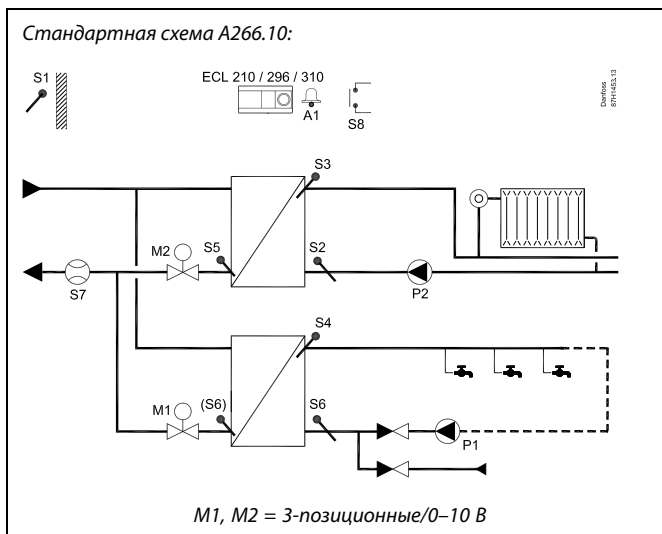 Стандартная схема A266.10:
S1
ECL 210 / 296 / 310
A1
S8
Danfoss
87H1453.13
S3
M2
S5
S2
S7
P2
S4
M1
(S6)
S6
P1
M1, M2 = 3-позиционные/0–10 В